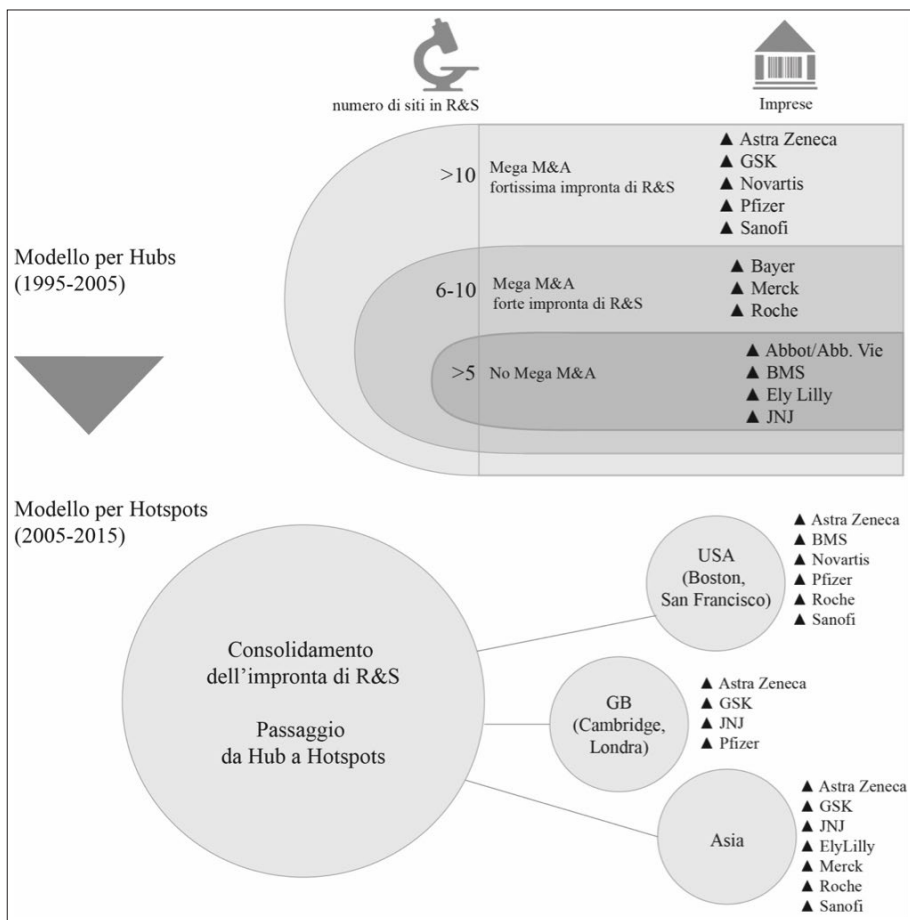 numero di siti in R&S
Imprese
Modello per Hubs
(1995-2005)
>10
Mega M&A
fortissima impronta di R&S
▲ Astra Zeneca
▲ GSK
▲ Novartis
▲ Pfizer
▲ Sanofi
6-10
Mega M&A
forte impronta di R&S
▲ Bayer
▲ Merck
▲ Roche
>5
No Mega M&A
▲ Abbot/Abb. Vie
▲ BMS
▲ Ely Lilly
▲ JNJ
Modello per Hotspots
(2005-2015)
Consolidamento
dell’impronta di R&S
Passaggio
da Hub a Hotspots
USA
(Boston,
San Francisco)
▲ Astra Zeneca
▲ BMS
▲ Novartis
▲ Pfizer
▲ Roche
▲ Sanofi
GB
(Cambridge,
Londra)
▲ Astra Zeneca
▲ GSK
▲ JNJ
▲ Pfizer
Asia
▲ Astra Zeneca
▲ GSK
▲ JNJ
▲ ElyLilly
▲ Merck
▲ Roche
▲ Sanofi